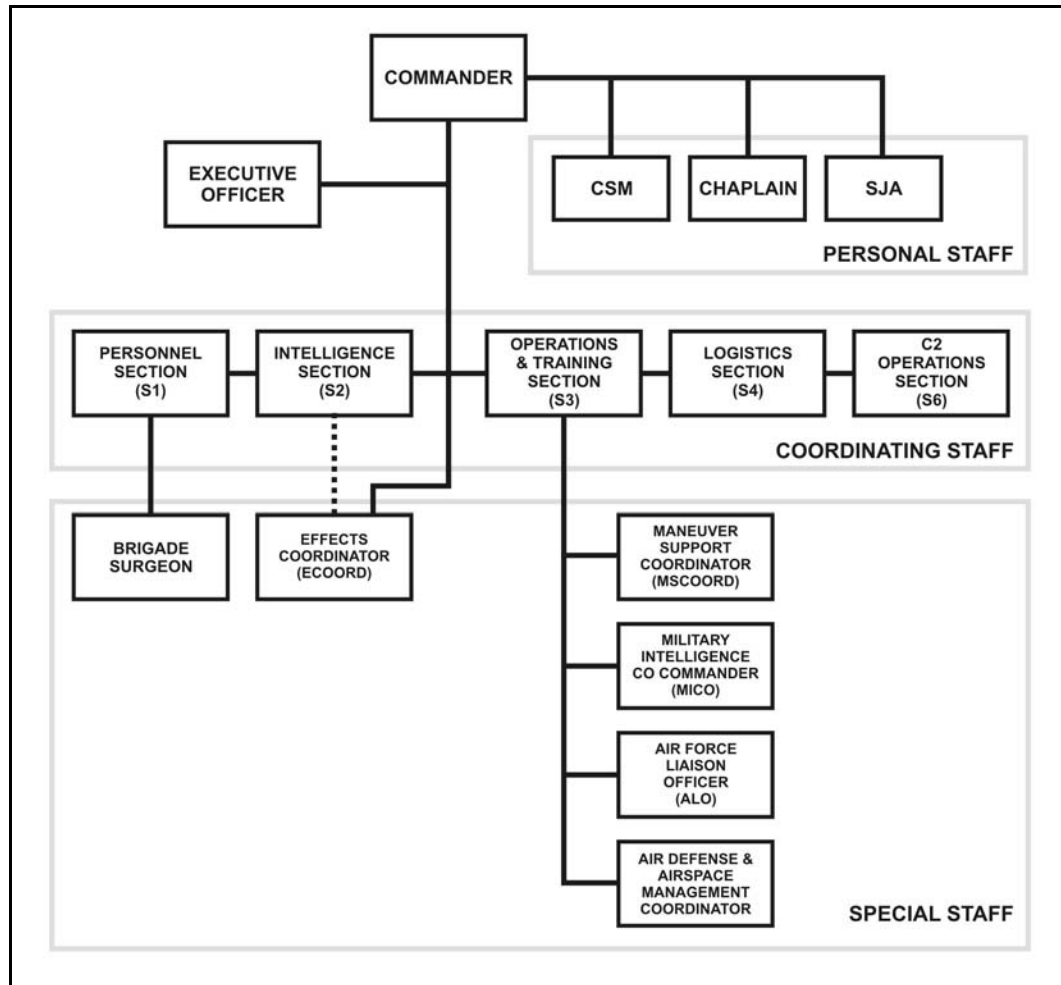 COMMANDER
EXECUTIVE
OFFICER
CSM
CHAPLAIN
SJA
PERSONAL STAFF
PERSONNEL
SECTION
(S1)
INTELLIGENCE
SECTION
(S2)
OPERATIONS
& TRAINING
SECTION
(S3)
LOGISTICS
SECTION
(S4)
C2
OPERATIONS
SECTION
(S6)
COORDINATING STAFF
BRIGADE
SURGEON
EFFECTS
COORDINATOR
(ECOORD)
MANEUVER
SUPPORT
COORDINATOR
(MSCOORD)
MILITARY
INTELLIGENCE
CO COMMANDER
(MICO)
AIR FORCE
LIAISON
OFFICER
(ALO)
AIR DEFENSE &
AIRSPACE
MANAGEMENT
COORDINATOR
SPECIAL STAFF